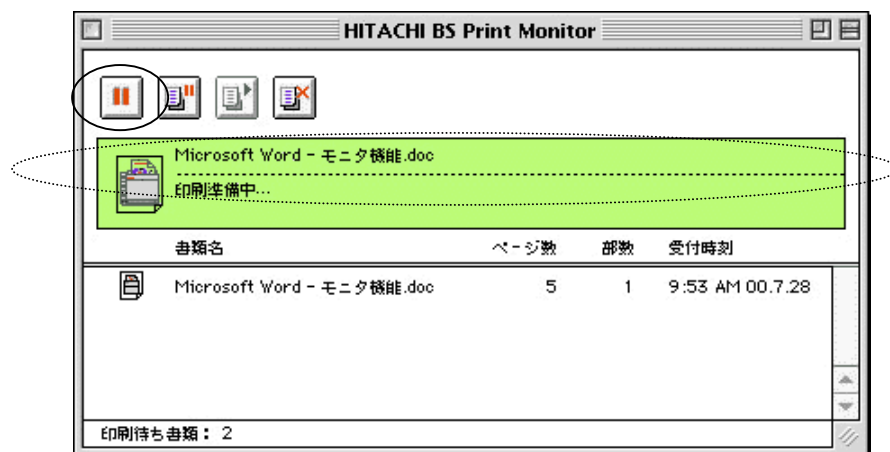 HITACHI BS Print Monitor
Microsoft Word - モニタ機能.doc
印刷準備中...
書類名 ページ数 部数 受付時刻
Microsoft Word - モニタ機能.doc 5 1 9:53 AM 00.7.28
印刷待ち書類： 2